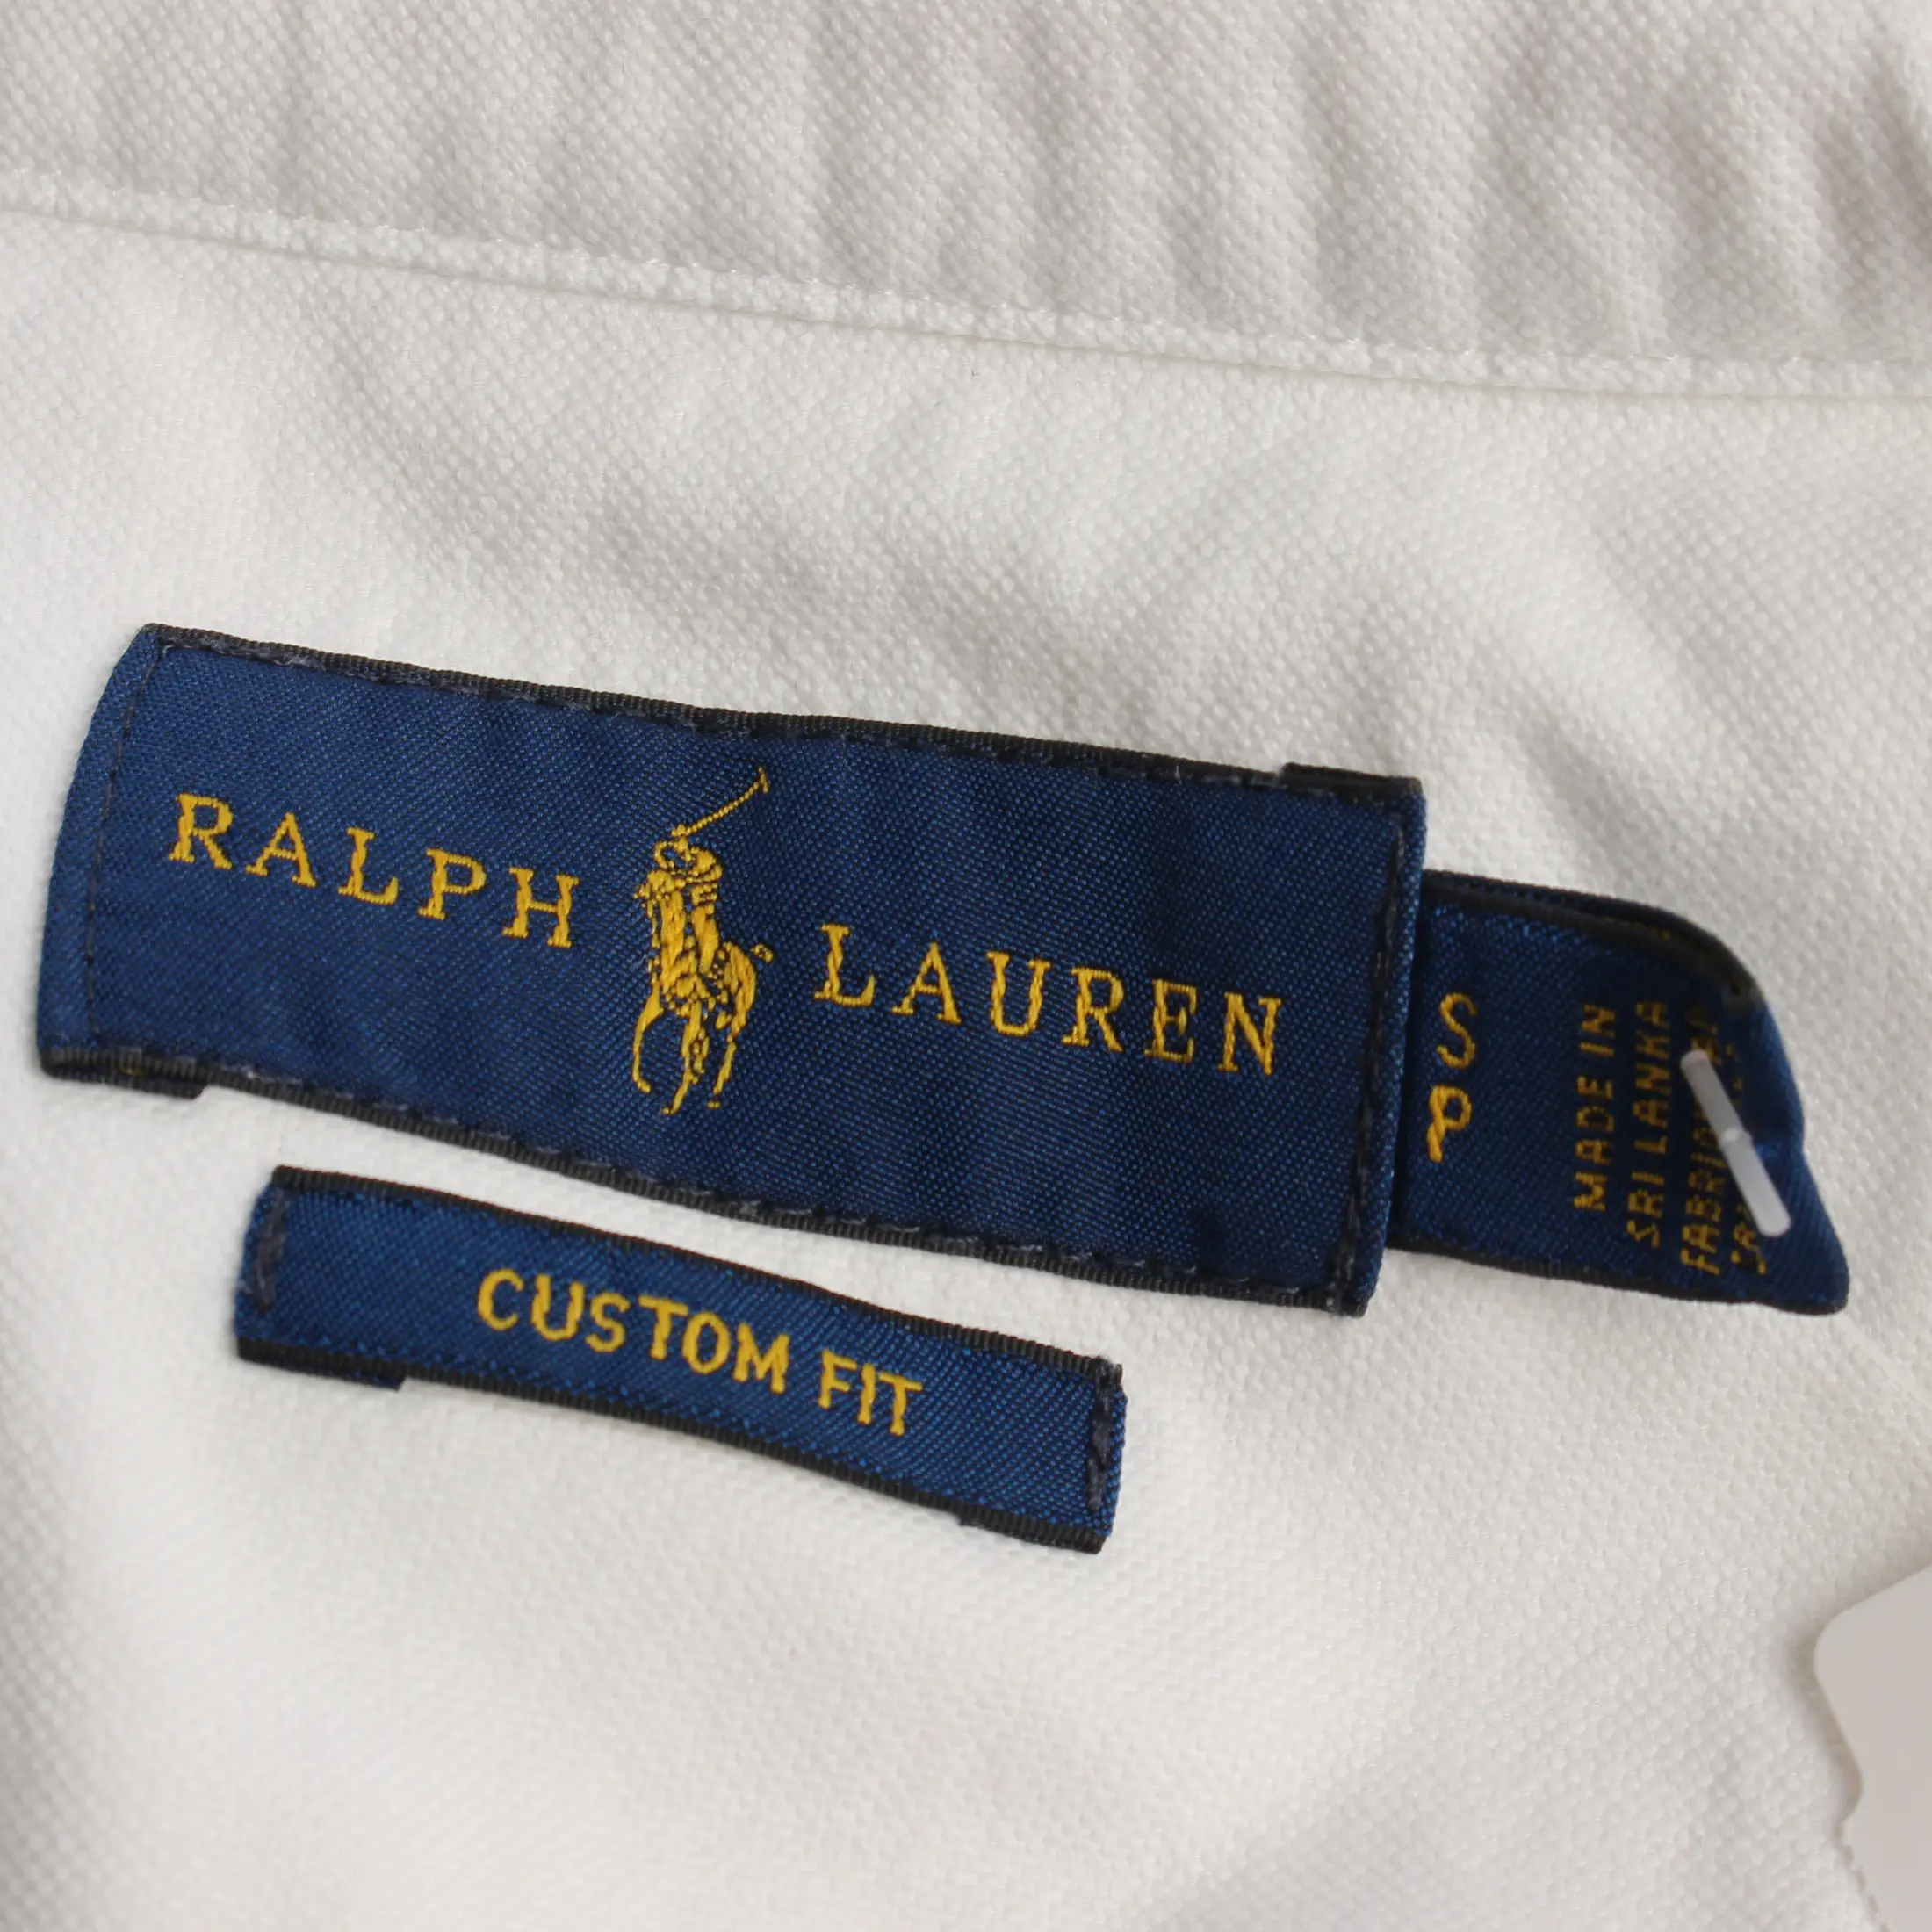 RALPH LAUREN
S
P
MADE IN
SRI LANKA
CUSTOM FIT